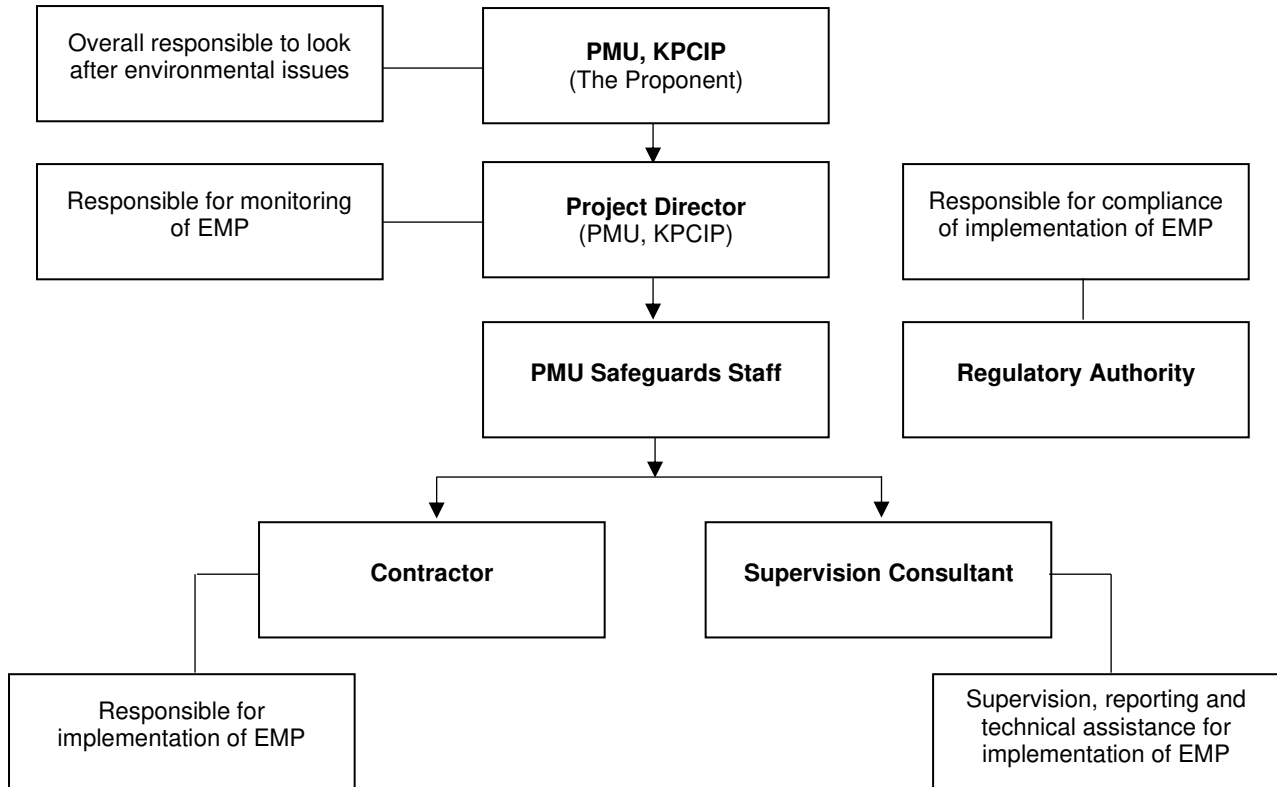 Overall responsible to look
after environmental issues
PMU, KPCIP
(The Proponent)
Responsible for monitoring
of EMP
Project Director
(PMU, KPCIP)
Responsible for compliance
of implementation of EMP
PMU Safeguards Staff
Regulatory Authority
Contractor
Supervision Consultant
Responsible for
implementation of EMP
Supervision, reporting and
technical assistance for
implementation of EMP